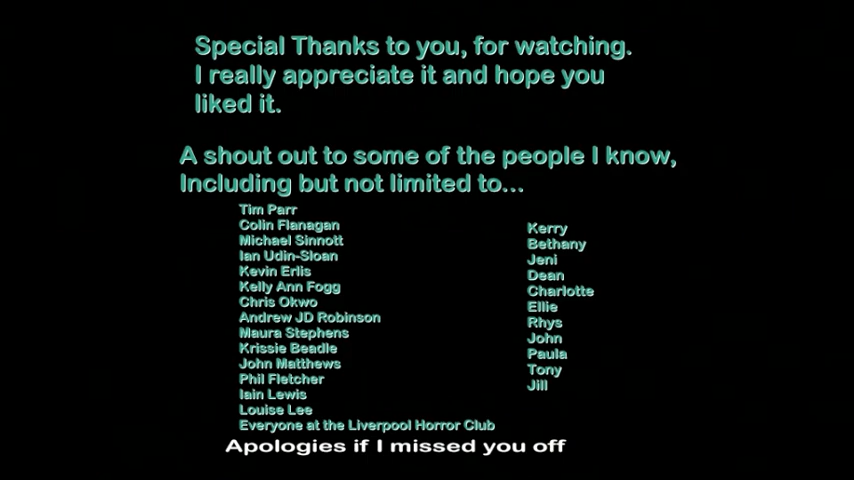 Special Thanks to you, for watching.
I really appreciate it and hope you
liked it.
A shout out to some of the people I know,
Including but not limited to...
Tim Parr
Colin Flanagan
Michael Sinnott
Ian Udin-Sloan
Kevin Erlis
Kelly Ann Fogg
Chris Okwo
Andrew JD Robinson
Maura Stephens
Krissie Beadle
John Matthews
Phil Fletcher
Iain Lewis
Louise Lee
Everyone at the Liverpool Horror Club
Kerry
Bethany
Jeni
Dean
Charlotte
Ellie
Rhys
John
Paula
Tony
Jill
Apologies if I missed you off